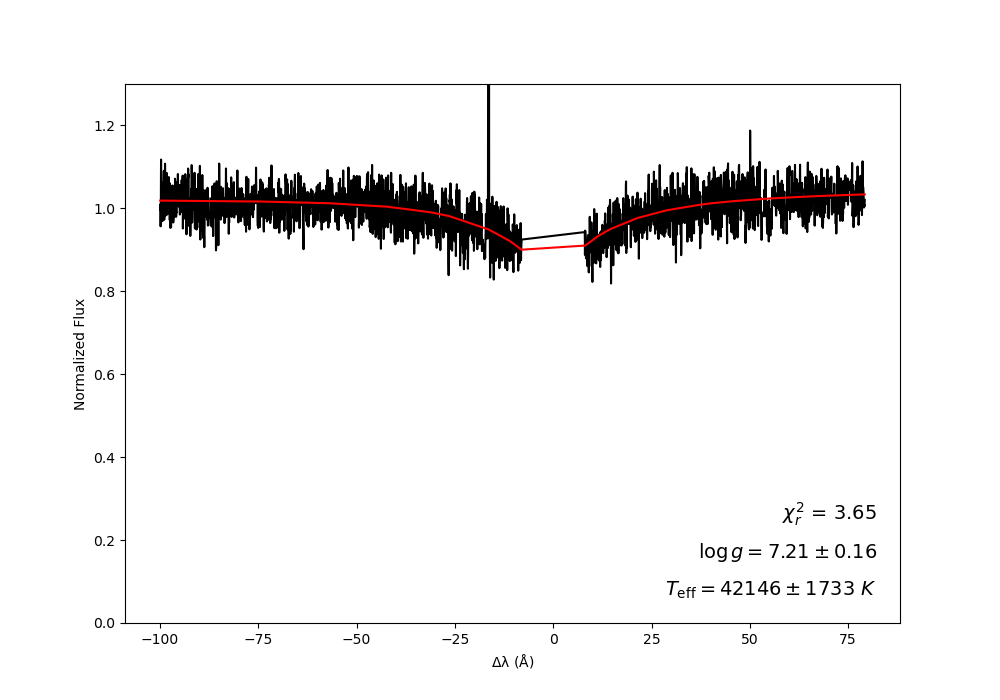 1.2
1.0
0.8
0.6
0.4
0.2
0.0
Normalized Flux
χ²ᵣ = 3.65
log g = 7.21 ± 0.16
T_eff = 42146 ± 1733 K
−100 −75 −50 −25 0 25 50 75
Δλ (Å)